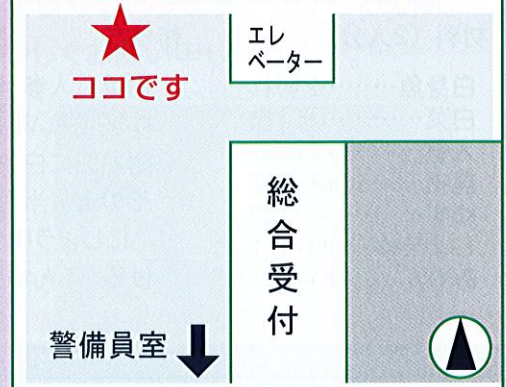 エレ
ベーター
ココです
総合受付
警備員室